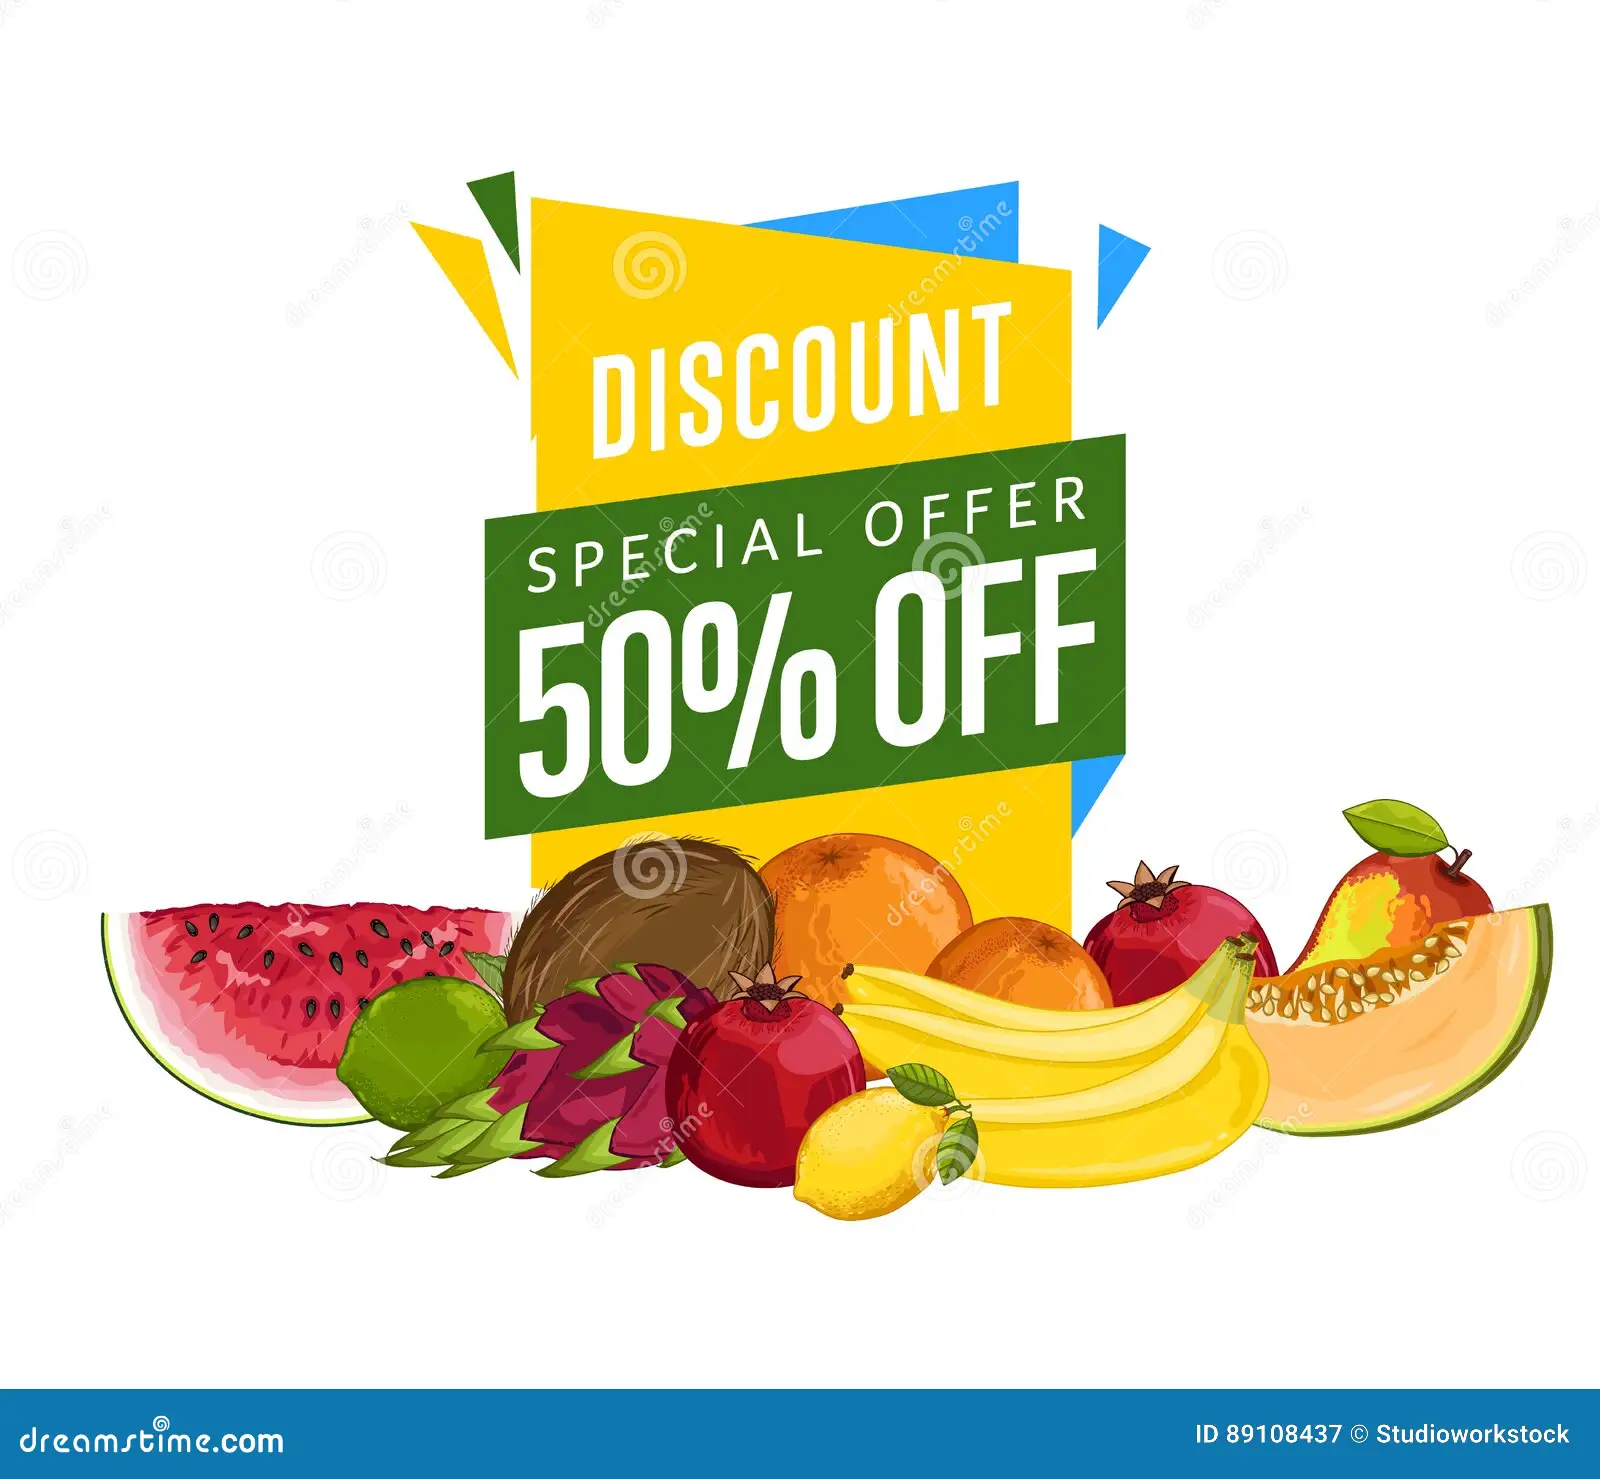 DISCOUNT
SPECIAL OFFER
50% OFF
dreamstime.com
ID 89108437 © Studioworkstock